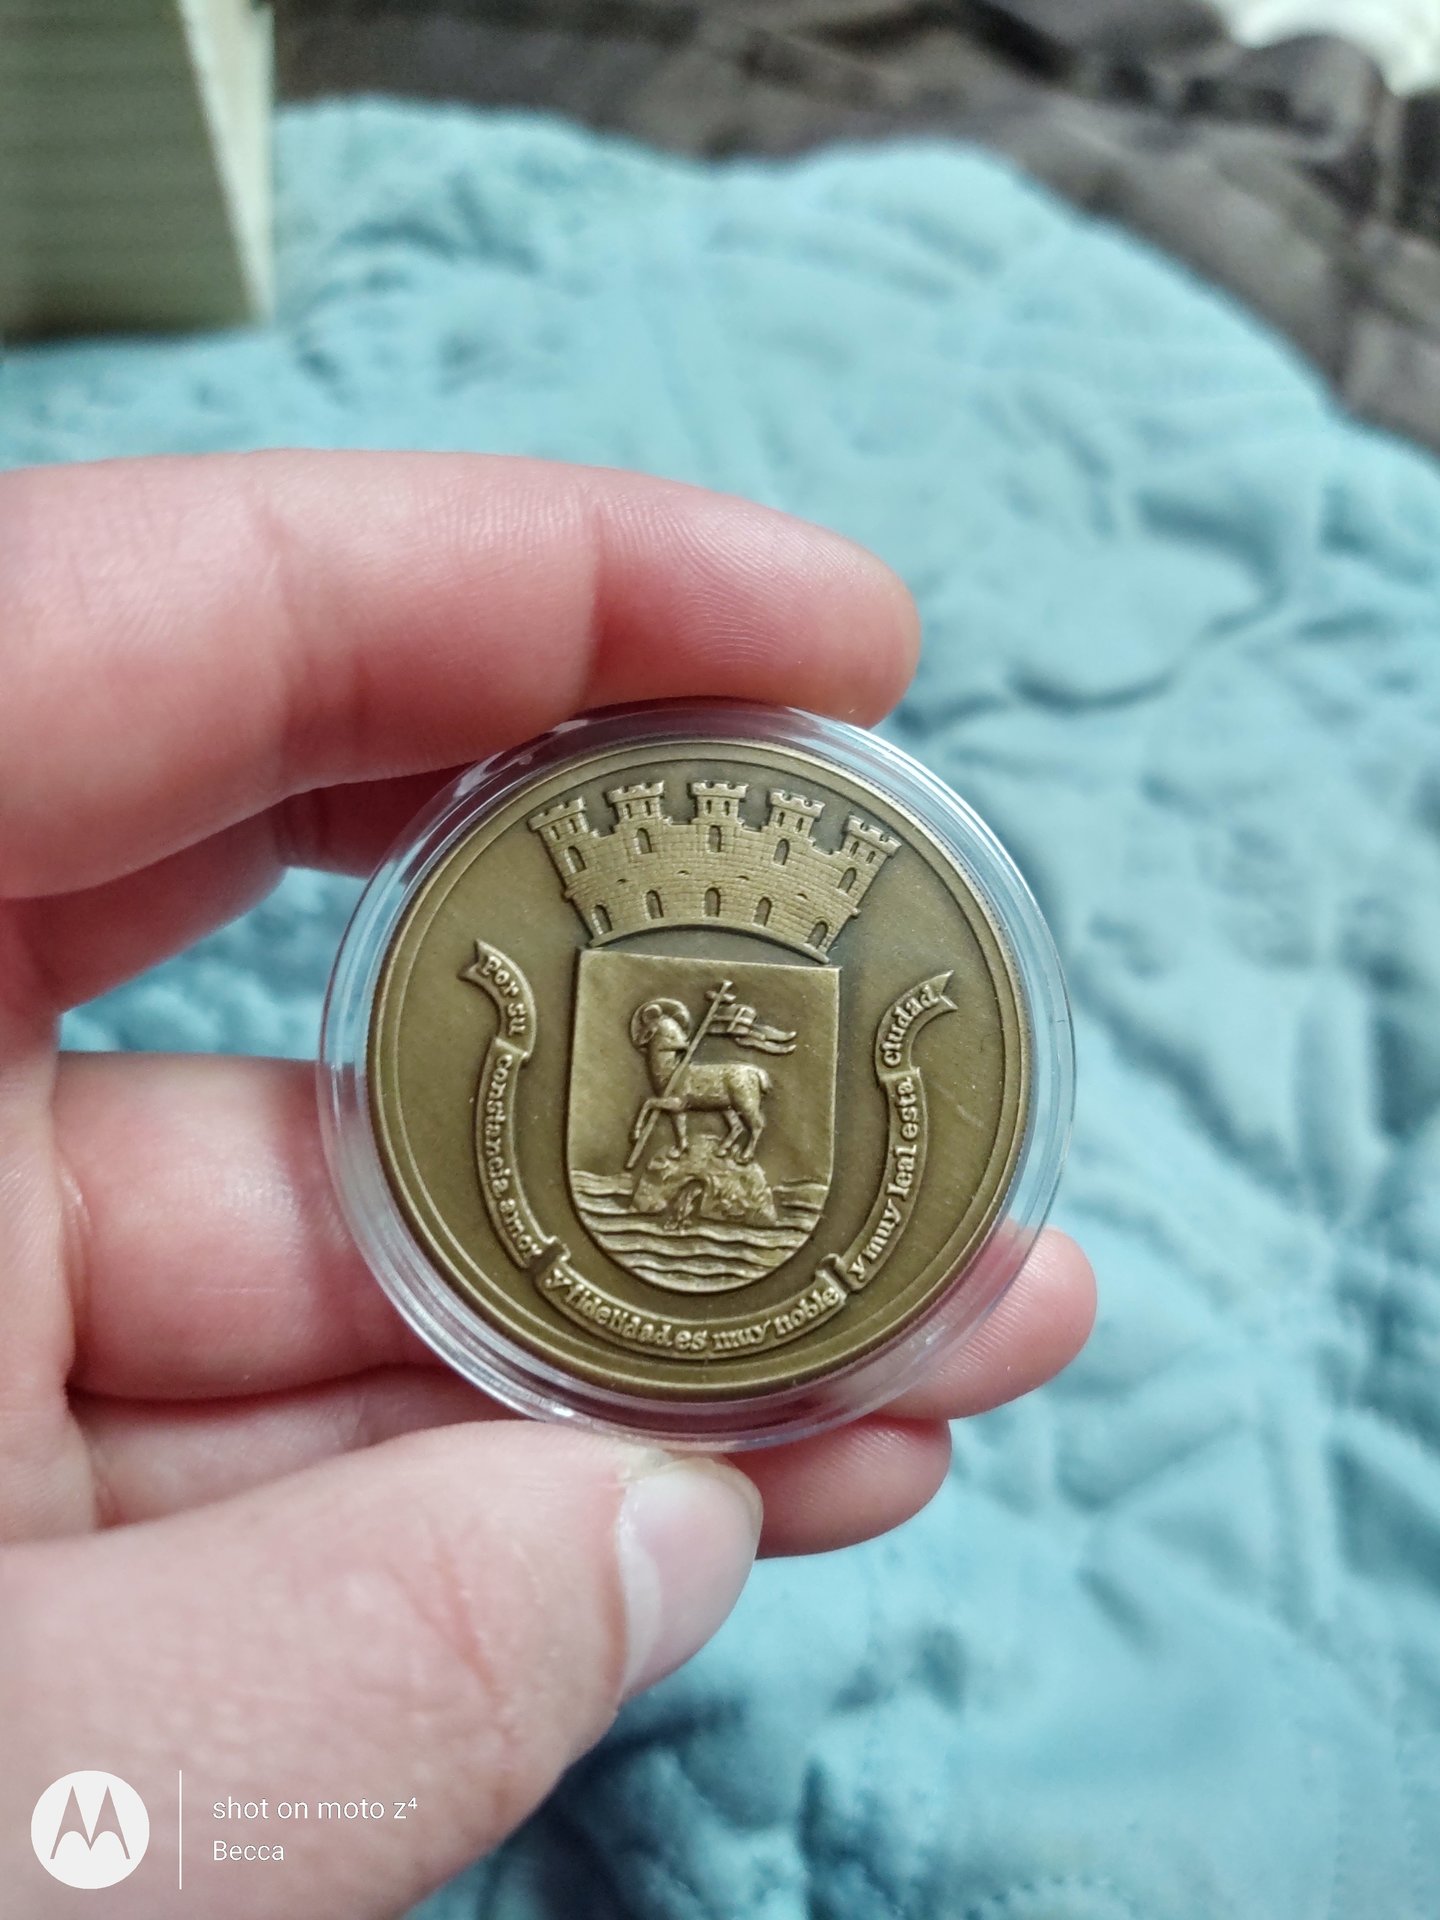 Por su
constancia amor
y fidelidad.es muy noble
y muy leal esta
ciudad
shot on moto z⁴
Becca